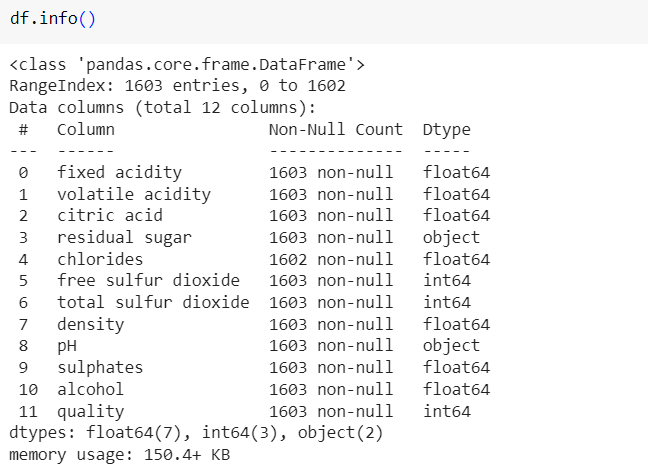 df.info()
<class 'pandas.core.frame.DataFrame'>
RangeIndex: 1603 entries, 0 to 1602
Data columns (total 12 columns):
 #   Column                Non-Null Count  Dtype
---  ------                --------------  -----
 0   fixed acidity         1603 non-null   float64
 1   volatile acidity      1603 non-null   float64
 2   citric acid           1603 non-null   float64
 3   residual sugar        1603 non-null   object
 4   chlorides             1602 non-null   float64
 5   free sulfur dioxide   1603 non-null   int64
 6   total sulfur dioxide  1603 non-null   int64
 7   density               1603 non-null   float64
 8   pH                    1603 non-null   object
 9   sulphates             1603 non-null   float64
 10  alcohol               1603 non-null   float64
 11  quality               1603 non-null   int64
dtypes: float64(7), int64(3), object(2)
memory usage: 150.4+ KB